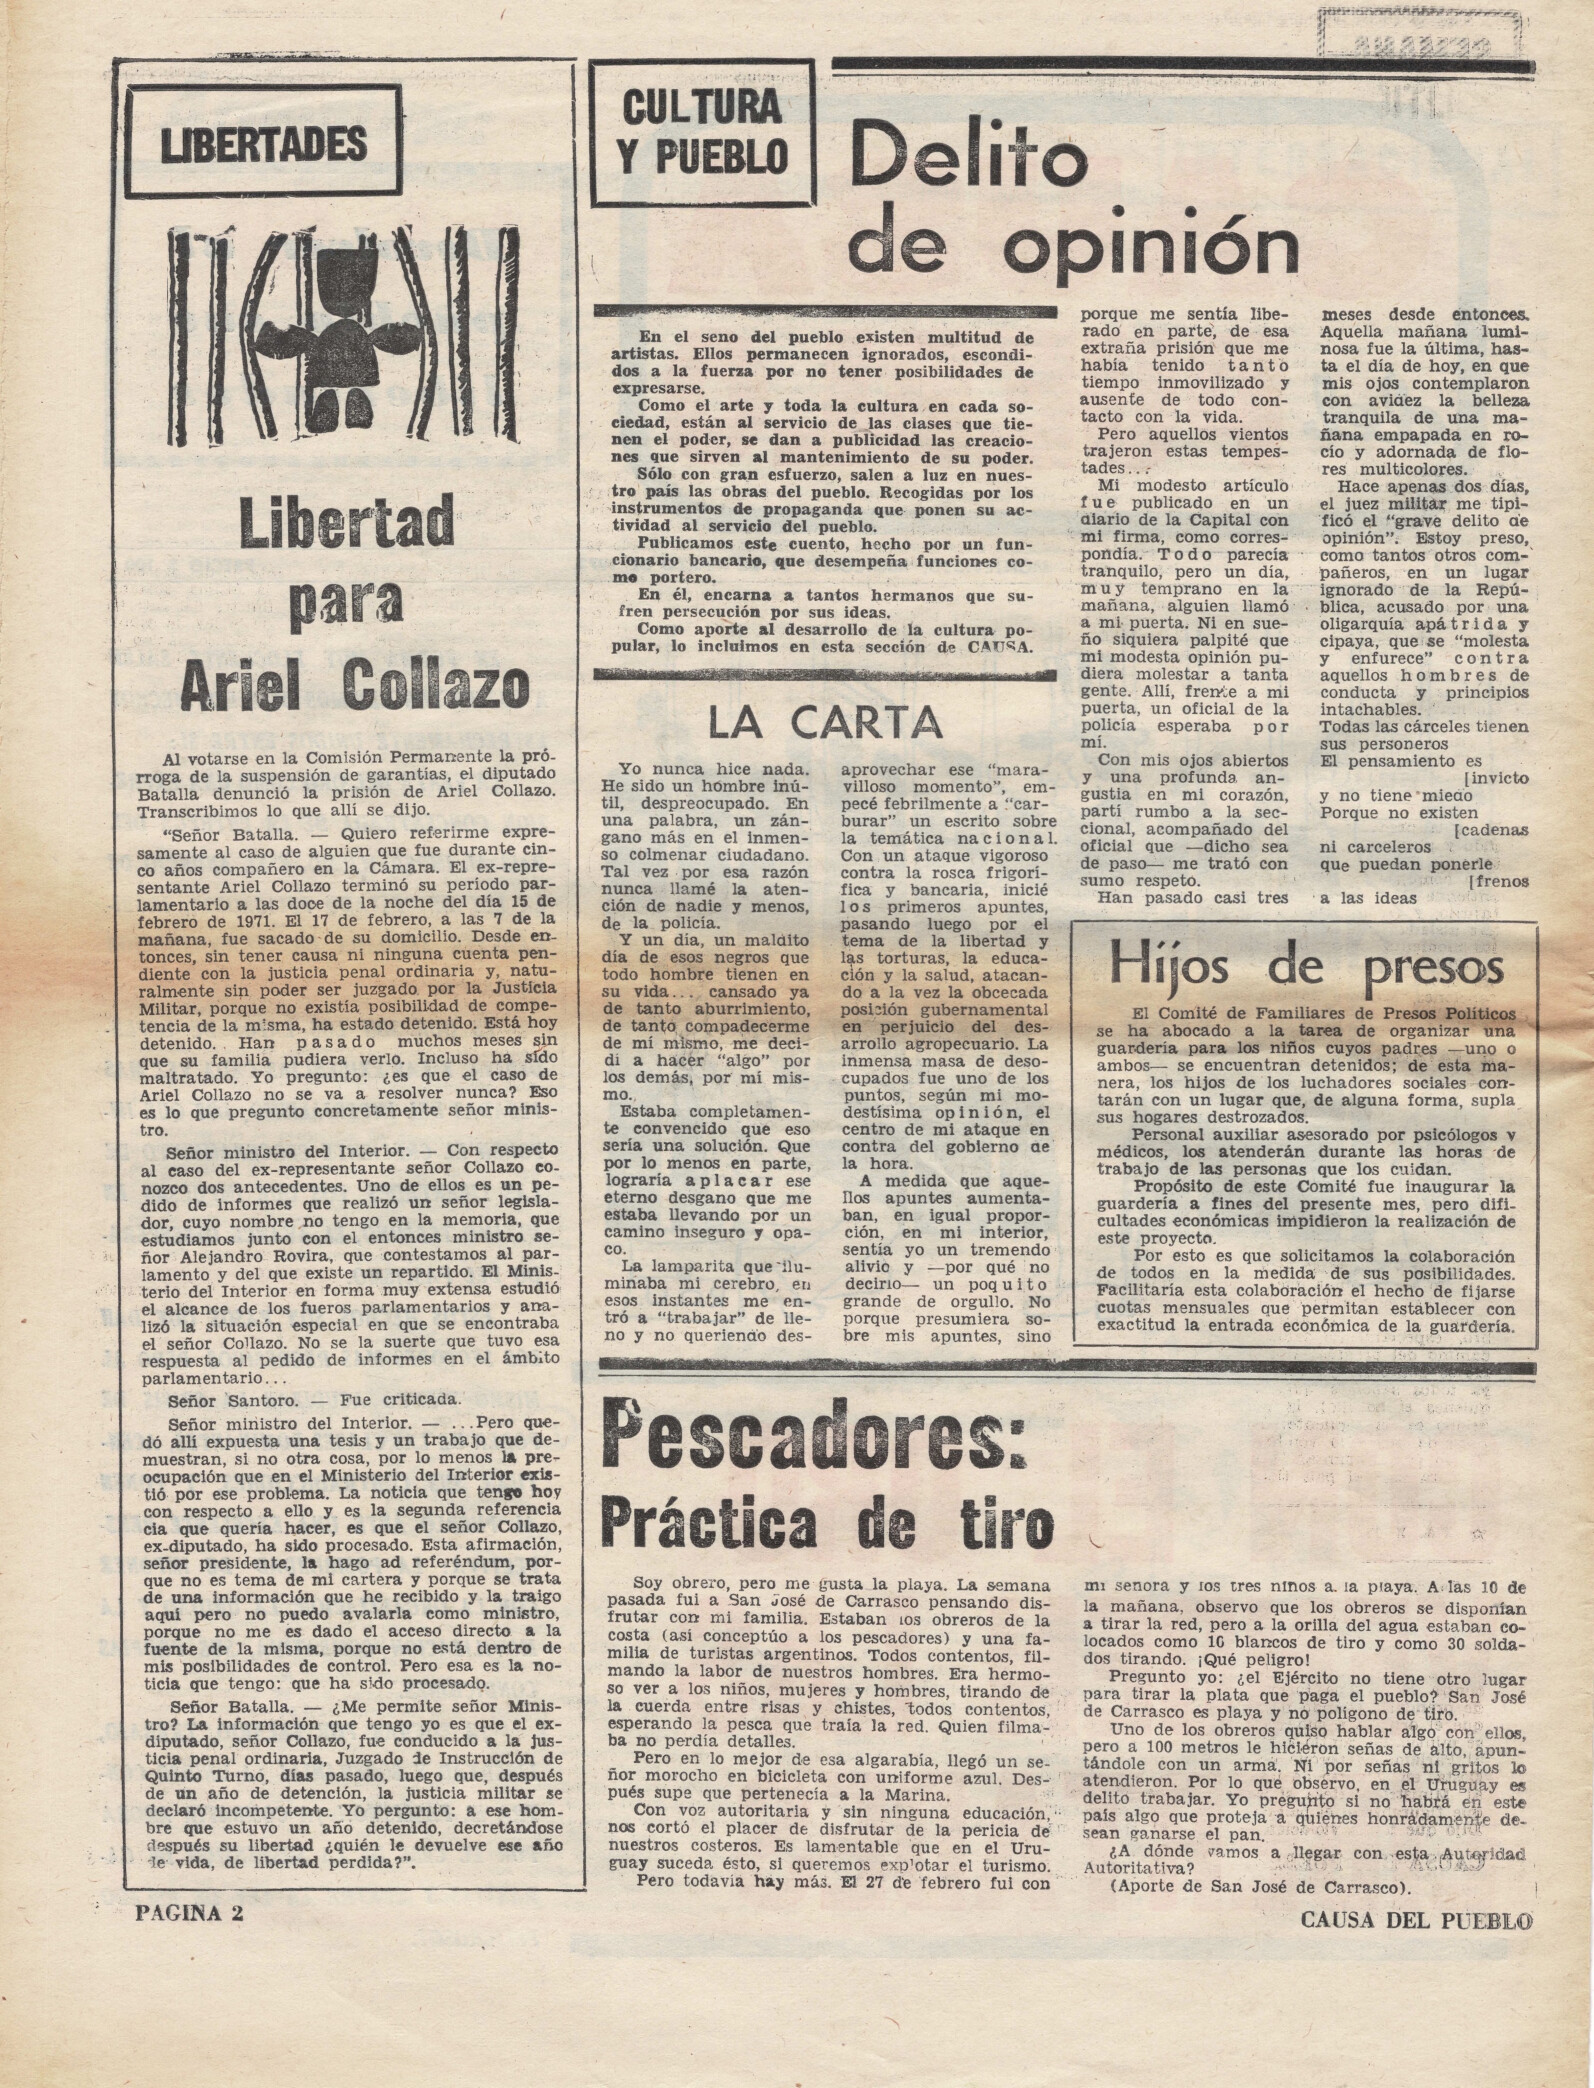 LIBERTADES
Libertad
para
Ariel Collazo
Al votarse en la Comisión Permanente la pró-
rroga de la suspensión de garantías, el diputado
Batalla denunció la prisión de Ariel Collazo.
Transcribimos lo que allí se dijo.
"Señor Batalla. — Quiero referirme expre-
samente al caso de alguien que fue durante cin-
co años compañero en la Cámara. El ex-repre-
sentante Ariel Collazo terminó su período par-
lamentario a las doce de la noche del día 15 de
febrero de 1971. El 17 de febrero, a las 7 de la
mañana, fue sacado de su domicilio. Desde en-
tonces, sin tener causa ni ninguna cuenta pen-
diente con la justicia penal ordinaria y, natu-
ralmente sin poder ser juzgado por la Justicia
Militar, porque no existía posibilidad de compe-
tencia de la misma, ha estado detenido. Está hoy
detenido. Han pasado muchos meses sin
que su familia pudiera verlo. Incluso ha sido
maltratado. Yo pregunto: ¿es que el caso de
Ariel Collazo no se va a resolver nunca? Eso
es lo que pregunto concretamente señor minis-
tro.
Señor ministro del Interior. — Con respecto
al caso del ex-representante señor Collazo co-
nozco dos antecedentes. Uno de ellos es un pe-
dido de informes que realizó un señor legisla-
dor, cuyo nombre no tengo en la memoria, que
estudiamos junto con el entonces ministro se-
ñor Alejandro Rovira, que contestamos al par-
lamento y del que existe un repartido. El Minis-
terio del Interior en forma muy extensa estudió
el alcance de los fueros parlamentarios y ana-
lizó la situación especial en que se encontraba
el señor Collazo. No se la suerte que tuvo esa
respuesta al pedido de informes en el ámbito
parlamentario...
Señor Santoro. — Fue criticada.
Señor ministro del Interior. — ...Pero que-
dó allí expuesta una tesis y un trabajo que de-
muestran, si no otra cosa, por lo menos la pre-
ocupación que en el Ministerio del Interior exis-
tió por ese problema. La noticia que tengo hoy
con respecto a ello y es la segunda referencia
cia que quería hacer, es que el señor Collazo,
ex-diputado, ha sido procesado. Esta afirmación,
señor presidente, la hago ad referéndum, por-
que no es tema de mi cartera y porque se trata
de una información que he recibido y la traigo
aquí pero no puedo avalarla como ministro,
porque no me es dado el acceso directo a la
fuente de la misma, porque no está dentro de
mis posibilidades de control. Pero esa es la no-
ticia que tengo: que ha sido procesado.
Señor Batalla. — ¿Me permite señor Minis-
tro? La información que tengo yo es que el ex-
diputado, señor Collazo, fue conducido a la jus-
ticia penal ordinaria, Juzgado de Instrucción de
Quinto Turno, días pasado, luego que, después
de un año de detención, la justicia militar se
declaró incompetente. Yo pergunto: a ese hom-
bre que estuvo un año detenido, decretándose
después su libertad ¿quién le devuelve ese año
de vida, de libertad perdida?".
CULTURA
Y PUEBLO
Delito
de opinión
En el seno del pueblo existen multitud de
artistas. Ellos permanecen ignorados, escondi-
dos a la fuerza por no tener posibilidades de
expresarse.
Como el arte y toda la cultura en cada so-
ciedad, están al servicio de las clases que tie-
nen el poder, se dan a publicidad las creacio-
nes que sirven al mantenimiento de su poder.
Sólo con gran esfuerzo, salen a luz en nues-
tro país las obras del pueblo. Recogidas por los
instrumentos de propaganda que ponen su ac-
tividad al servicio del pueblo.
Publicamos este cuento, hecho por un fun-
cionario bancario, que desempeña funciones co-
mo portero.
En él, encarna a tantos hermanos que su-
fren persecución por sus ideas.
Como aporte al desarrollo de la cultura po-
pular, lo incluimos en esta sección de CAUSA.
LA CARTA
Yo nunca hice nada.
He sido un hombre inú-
til, despreocupado. En
una palabra, un zán-
gano más en el inmen-
so colmenar ciudadano.
Tal vez por esa razón
nunca llamé la aten-
ción de nadie y menos,
de la policía.
Y un día, un maldito
día de esos negros que
todo hombre tienen en
su vida... cansado ya
de tanto aburrimiento,
de tanto compadecerme
de mí mismo, me decí-
dí a hacer "algo" por
los demás, por mí mis-
mo.
Estaba completamen-
te convencido que eso
sería una solución. Que
por lo menos en parte,
lograría aplacar ese
eterno desgano que me
estaba llevando por un
camino inseguro y opa-
co.
La lamparita que ilu-
minaba mi cerebro, en
esos instantes me en-
tró a "trabajar" de lle-
no y no queriendo des-
aprovechar ese "mara-
villoso momento", em-
pecé febrilmente a "car-
burar" un escrito sobre
la temática nacional.
Con un ataque vigoroso
contra la rosca frigorí-
fica y bancaria, inicié
los primeros apuntes,
pasando luego por el
tema de la libertad y
las torturas, la educa-
ción y la salud, atacan-
do a la vez la obcecada
posición gubernamental
en perjuicio del des-
arrollo agropecuario. La
inmensa masa de deso-
cupados fue uno de los
puntos, según mi mo-
destísima opinión, el
centro de mi ataque en
contra del gobierno de
la hora.
A medida que aque-
llos apuntes aumenta-
ban, en igual propor-
ción, en mi interior,
sentía yo un tremendo
alivio y —por qué no
decirlo— un poquito
grande de orgullo. No
porque presumiera so-
bre mis apuntes, sino
porque me sentía libe-
rado en parte, de esa
extraña prisión que me
había tenido tanto
tiempo inmovilizado y
ausente de todo con-
tacto con la vida.
Pero aquellos vientos
trajeron estas tempes-
tades...
Mi modesto artículo
fue publicado en un
diario de la Capital con
mi firma, como corres-
pondía. Todo parecía
tranquilo, pero un día,
muy temprano en la
mañana, alguien llamó
a mi puerta. Ni en sue-
ño siquiera palpité que
mi modesta opinión pu-
diera molestar a tanta
gente. Allí, frente a mi
puerta, un oficial de la
policía esperaba por
mí.
Con mis ojos abiertos
y una profunda an-
gustia en mi corazón,
partí rumbo a la sec-
cional, acompañado del
oficial que —dicho sea
de paso— me trató con
sumo respeto.
Han pasado casi tres
meses desde entonces.
Aquella mañana lumi-
nosa fue la última, has-
ta el día de hoy, en que
mis ojos contemplaron
con avidez la belleza
tranquila de una ma-
ñana empapada en ro-
cío y adornada de flo-
res multicolores.
Hace apenas dos días,
el juez militar me tipi-
ficó el "grave delito de
opinión". Estoy preso,
como tantos otros com-
pañeros, en un lugar
ignorado de la Repú-
blica, acusado por una
oligarquía apátrida y
cipaya, que se "molesta
y enfurece" contra
aquellos hombres de
conducta y principios
intachables.
Todas las cárceles tienen
sus personeros
El pensamiento es
[invicto
y no tiene miedo
Porque no existen
[cadenas
ni carceleros
que puedan ponerle
[frenos
a las ideas
Hijos de presos
El Comité de Familiares de Presos Políticos
se ha abocado a la tarea de organizar una
guardería para los niños cuyos padres —uno o
ambos— se encuentran detenidos; de esta ma-
nera, los hijos de los luchadores sociales con-
tarán con un lugar que, de alguna forma, supla
sus hogares destrozados.
Personal auxiliar asesorado por psicólogos y
médicos, los atenderán durante las horas de
trabajo de las personas que los cuidan.
Propósito de este Comité fue inaugurar la
guardería a fines del presente mes, pero difi-
cultades económicas impidieron la realización de
este proyecto.
Por esto es que solicitamos la colaboración
de todos en la medida de sus posibilidades.
Facilitaría esta colaboración el hecho de fijarse
cuotas mensuales que permitan establecer con
exactitud la entrada económica de la guardería.
Pescadores:
Práctica de tiro
Soy obrero, pero me gusta la playa. La semana
pasada fui a San José de Carrasco pensando dis-
frutar con mi familia. Estaban los obreros de la
costa (así conceptúo a los pescadores) y una fa-
milia de turistas argentinos. Todos contentos, fil-
mando la labor de nuestros hombres. Era hermo-
so ver a los niños, mujeres y hombres, tirando de
la cuerda entre risas y chistes, todos contentos,
esperando la pesca que traía la red. Quien filma-
ba no perdía detalles.
Pero en lo mejor de esa algarabía, llegó un se-
ñor morocho en bicicleta con uniforme azul. Des-
pués supe que pertenecía a la Marina.
Con voz autoritaria y sin ninguna educación,
nos cortó el placer de disfrutar de la pericia de
nuestros costeros. Es lamentable que en el Uru-
guay suceda ésto, si queremos explotar el turismo.
Pero todavía hay más. El 27 de febrero fui con
mi señora y los tres niños a la playa. A las 10 de
la mañana, observo que los obreros se disponían
a tirar la red, pero a la orilla del agua estaban co-
locados como 10 blancos de tiro y como 30 solda-
dos tirando. ¡Qué peligro!
Pregunto yo: ¿el Ejército no tiene otro lugar
para tirar la plata que paga el pueblo? San José
de Carrasco es playa y no polígono de tiro.
Uno de los obreros quiso hablar algo con ellos,
pero a 100 metros le hicieron señas de alto, apun-
tándole con un arma. Ni por señas ni gritos lo
atendieron. Por lo que observo, en el Uruguay es
delito trabajar. Yo pregunto si no habrá en este
país algo que proteja a quienes honradamente de-
sean ganarse el pan.
¿A dónde vamos a llegar con esta Autoridad
Autoritativa?
(Aporte de San José de Carrasco).
PAGINA 2
CAUSA DEL PUEBLO